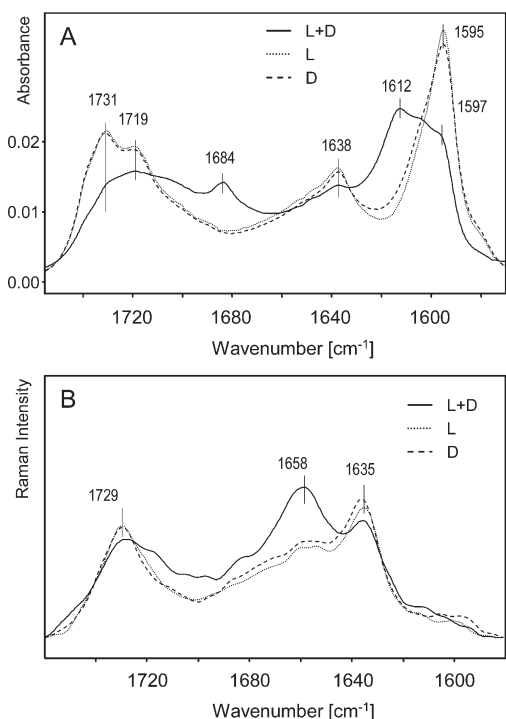 A
L+D
L
D
1595
1731
1719
1684
1638
1612
1597
Absorbance
0.02
0.01
0.00
1720
1680
1640
1600
Wavenumber [cm-1]
B
L+D
L
D
1729
1658
1635
Raman Intensity
1720
1680
1640
1600
Wavenumber [cm-1]